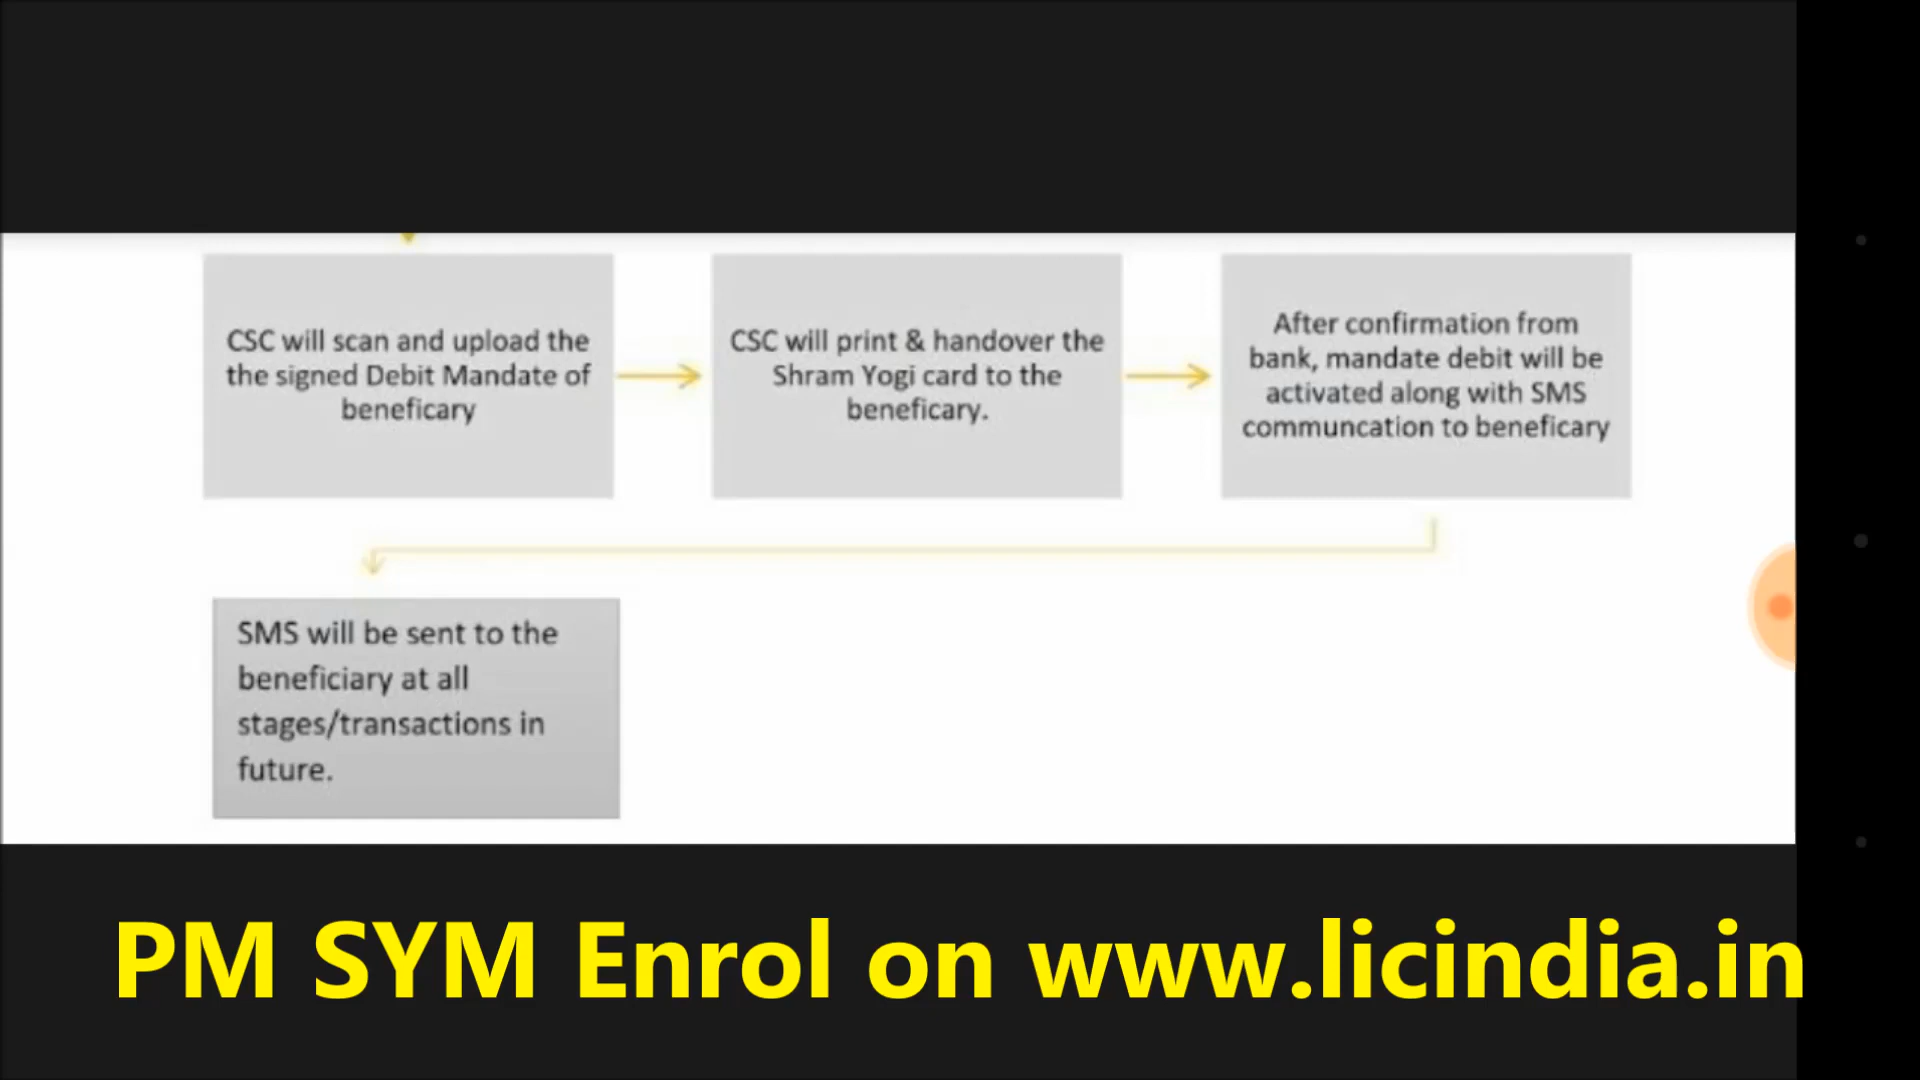 CSC will scan and upload the
the signed Debit Mandate of
beneficary
CSC will print & handover the
Shram Yogi card to the
beneficary.
After confirmation from
bank, mandate debit will be
activated along with SMS
communcation to beneficary
SMS will be sent to the
beneficiary at all
stages/transactions in
future.
PM SYM Enrol on www.licindia.in